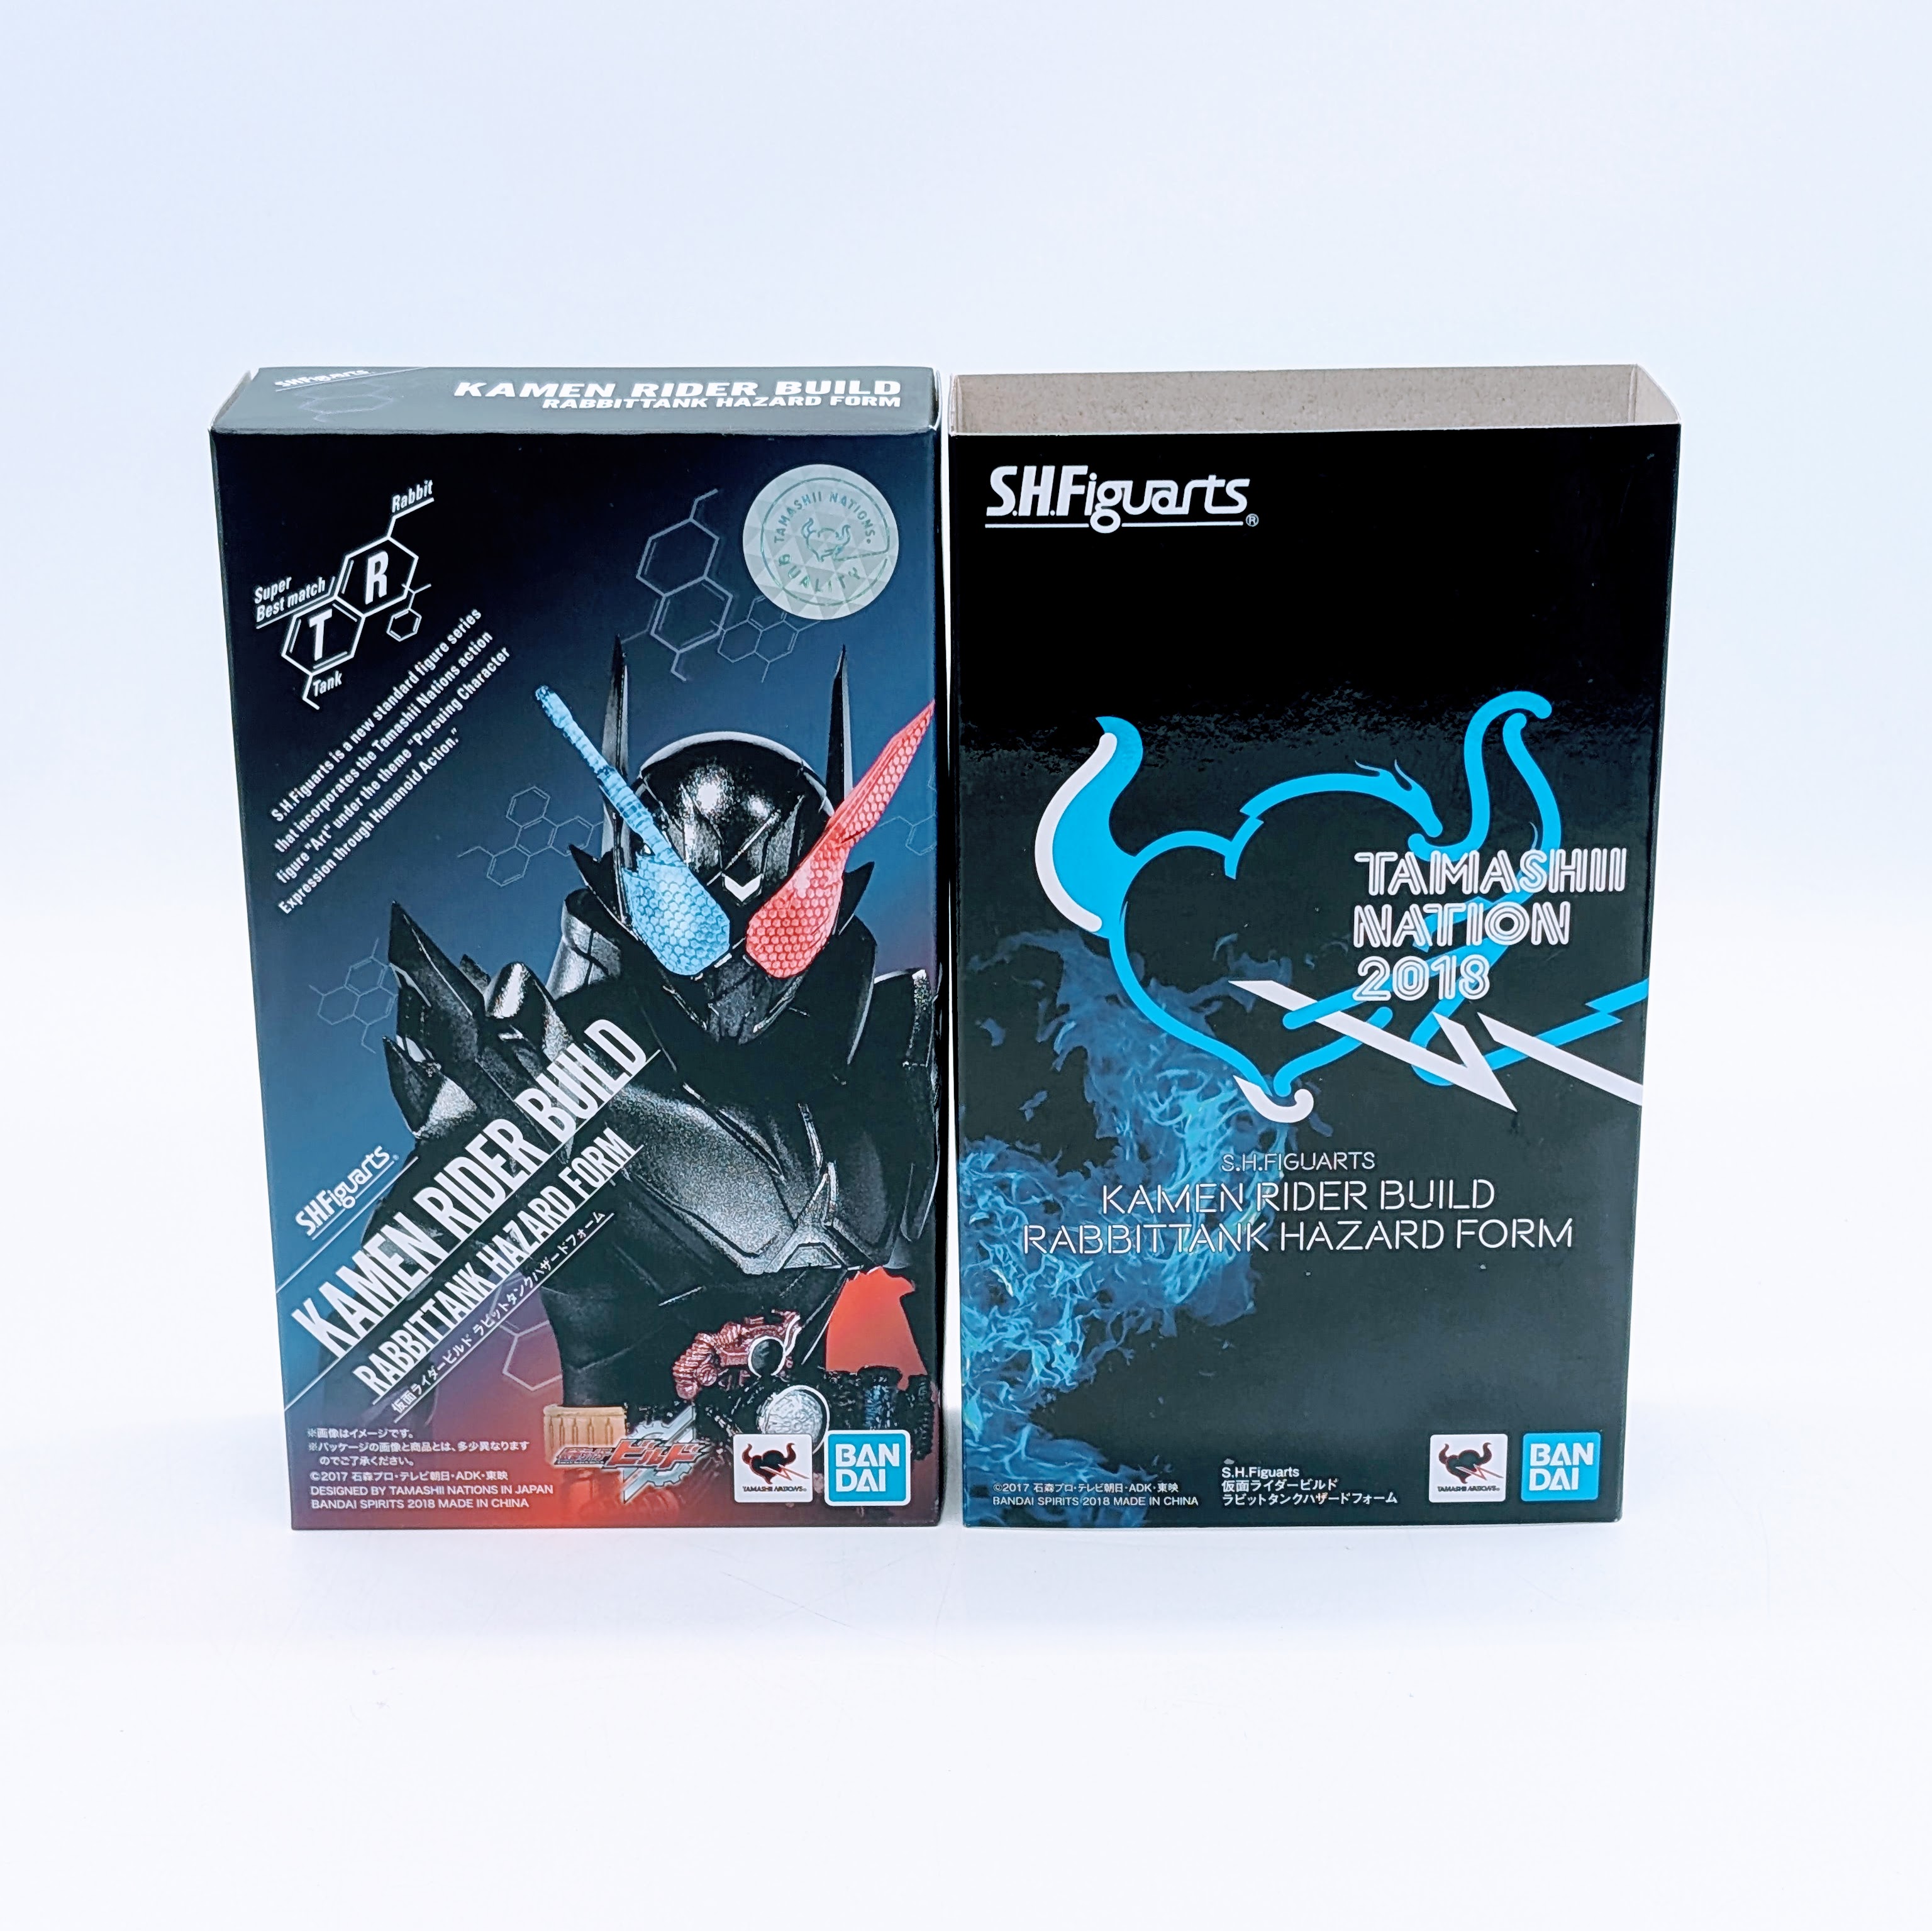 S.H.Figuarts
KAMEN RIDER BUILD
RABBITTANK HAZARD FORM
Rabbit
Super
Best match
R
T
Tank
S.H.Figuarts is a new standard figure series
that incorporates the Tamashii Nations action
figure "Art" under the theme "Pursuing Character
Expression through Humanoid Action."
TAMASHII NATIONS
QUALITY
S.H.Figuarts
KAMEN RIDER BUILD
RABBITTANK HAZARD FORM
仮面ライダービルド ラビットタンクハザードフォーム
※画像はイメージです。
※パッケージの画像と商品とは、多少異なります
のでご了承ください。
©2017 石森プロ・テレビ朝日・ADK・東映
DESIGNED BY TAMASHII NATIONS IN JAPAN
BANDAI SPIRITS 2018 MADE IN CHINA
仮面ライダービルド
TAMASHII NATIONS
BAN
DAI
S.H.Figuarts®
TAMASHII
NATION
2018
S.H.FIGUARTS
KAMEN RIDER BUILD
RABBITTANK HAZARD FORM
©2017 石森プロ・テレビ朝日・ADK・東映
BANDAI SPIRITS 2018 MADE IN CHINA
S.H.Figuarts
仮面ライダービルド
ラビットタンクハザードフォーム
TAMASHII NATIONS
BAN
DAI